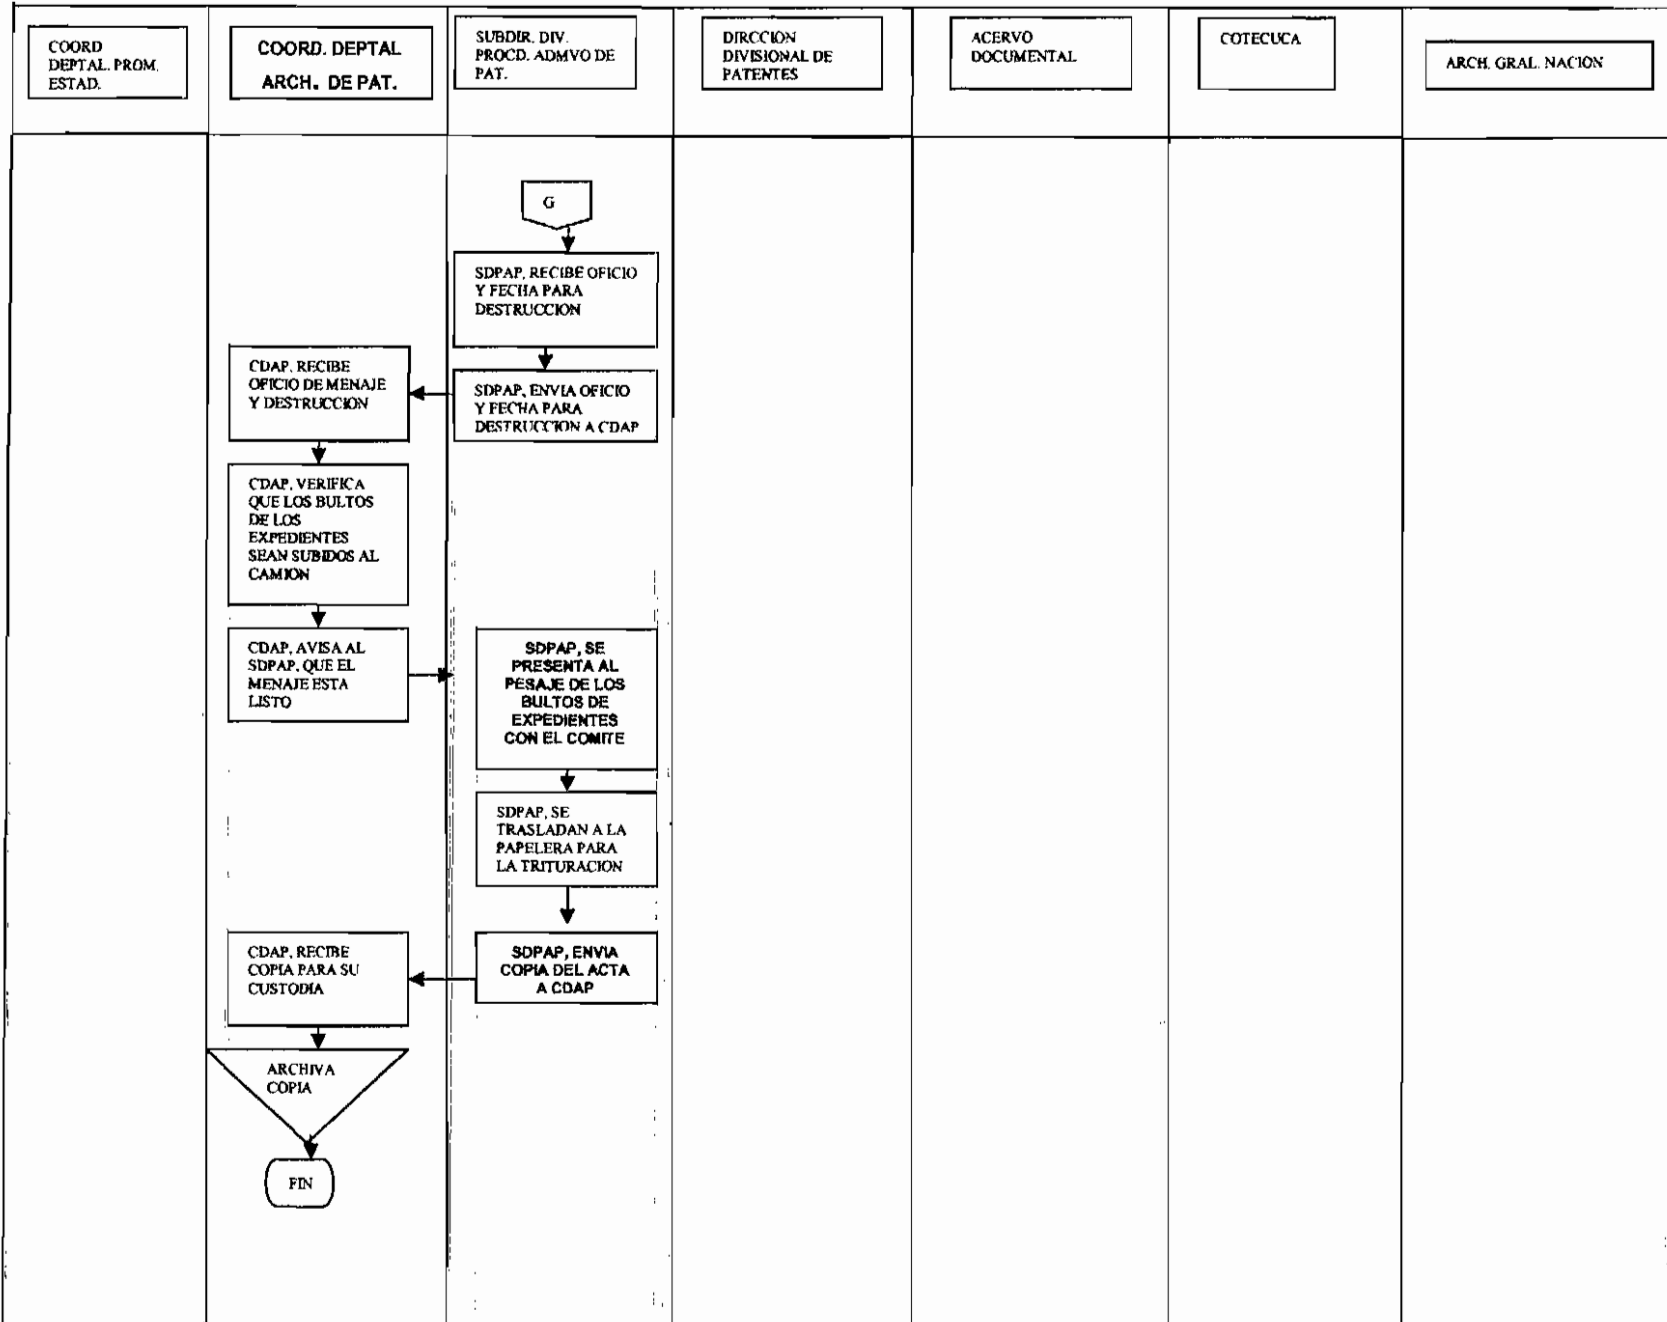 COORD
DEPTAL. PROM.
ESTAD.
COORD. DEPTAL
ARCH. DE PAT.
SUBDIR. DIV.
PROCD. ADMVO DE
PAT.
DIRCCION
DIVISIONAL DE
PATENTES
ACERVO
DOCUMENTAL
COTECUCA
ARCH. GRAL. NACION
G
SDPAP, RECIBE OFICIO
Y FECHA PARA
DESTRUCCION
SDPAP, ENVIA OFICIO
Y FECHA PARA
DESTRUCCION A CDAP
CDAP, RECIBE
OFICIO DE MENAJE
Y DESTRUCCION
CDAP, VERIFICA
QUE LOS BULTOS
DE LOS
EXPEDIENTES
SEAN SUBIDOS AL
CAMION
CDAP, AVISA AL
SDPAP, QUE EL
MENAJE ESTA
LISTO
SDPAP, SE
PRESENTA AL
PESAJE DE LOS
BULTOS DE
EXPEDIENTES
CON EL COMITE
SDPAP, SE
TRASLADAN A LA
PAPELERA PARA
LA TRITURACION
SDPAP, ENVIA
COPIA DEL ACTA
A CDAP
CDAP, RECIBE
COPIA PARA SU
CUSTODIA
ARCHIVA
COPIA
FIN